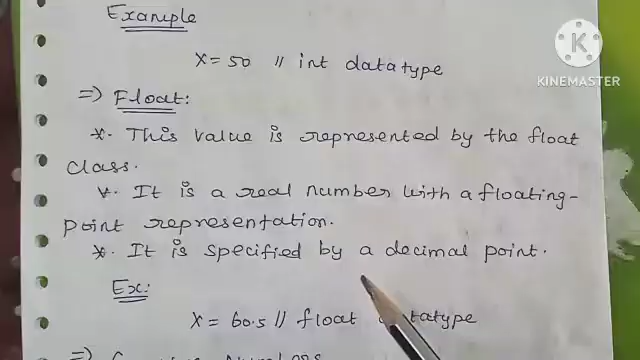 Example
X = 50 // int datatype
K
KINEMASTER
=> Float:
*. This value is represented by the float
class.
*. It is a real number with a floating-
point representation.
*. It is specified by a decimal point.
Ex:
X = 60.5 // float datatype